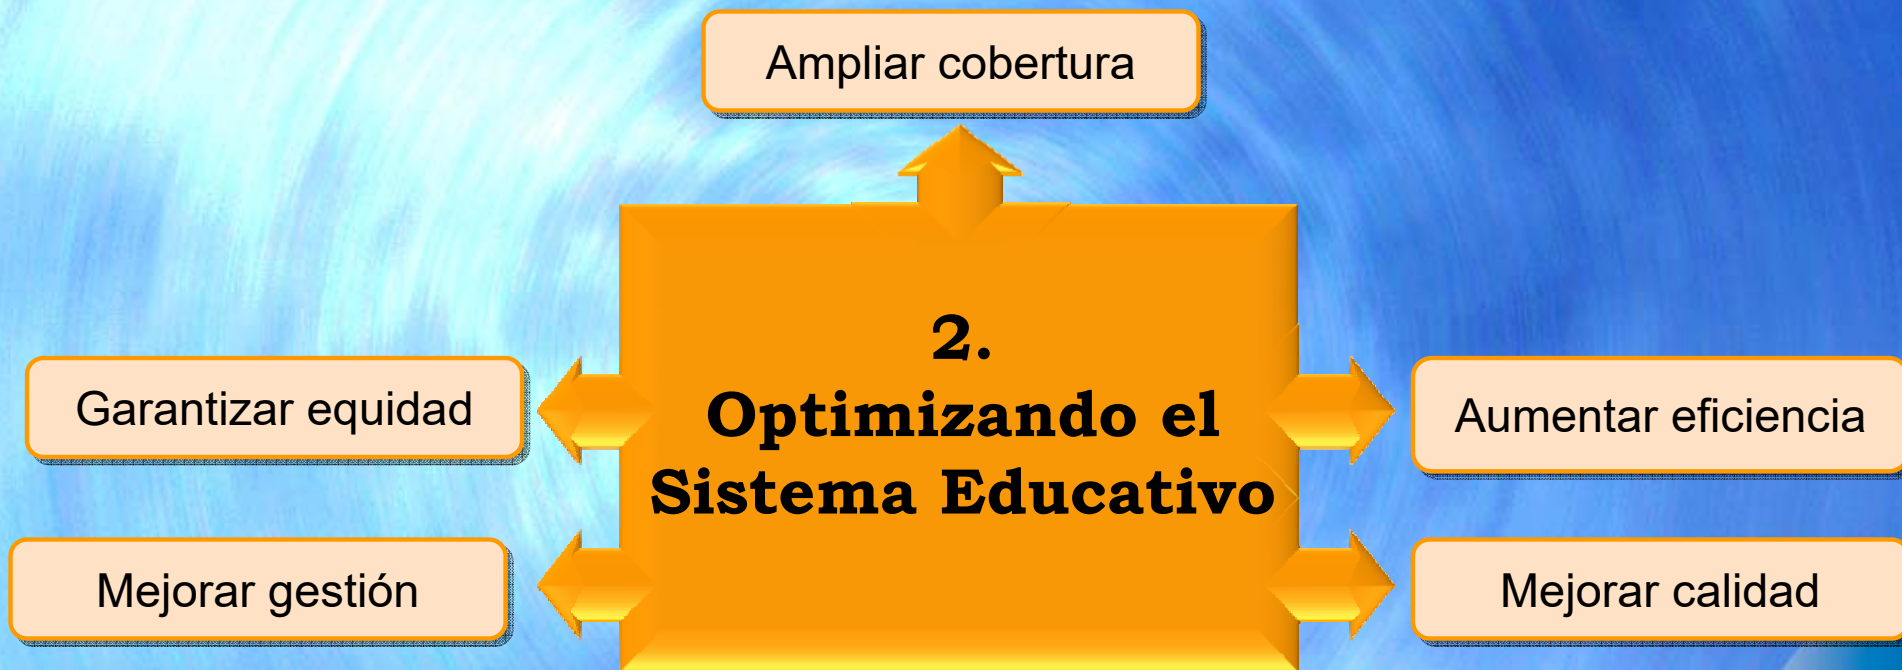 Ampliar cobertura
2.
Optimizando el
Sistema Educativo
Garantizar equidad
Aumentar eficiencia
Mejorar gestión
Mejorar calidad